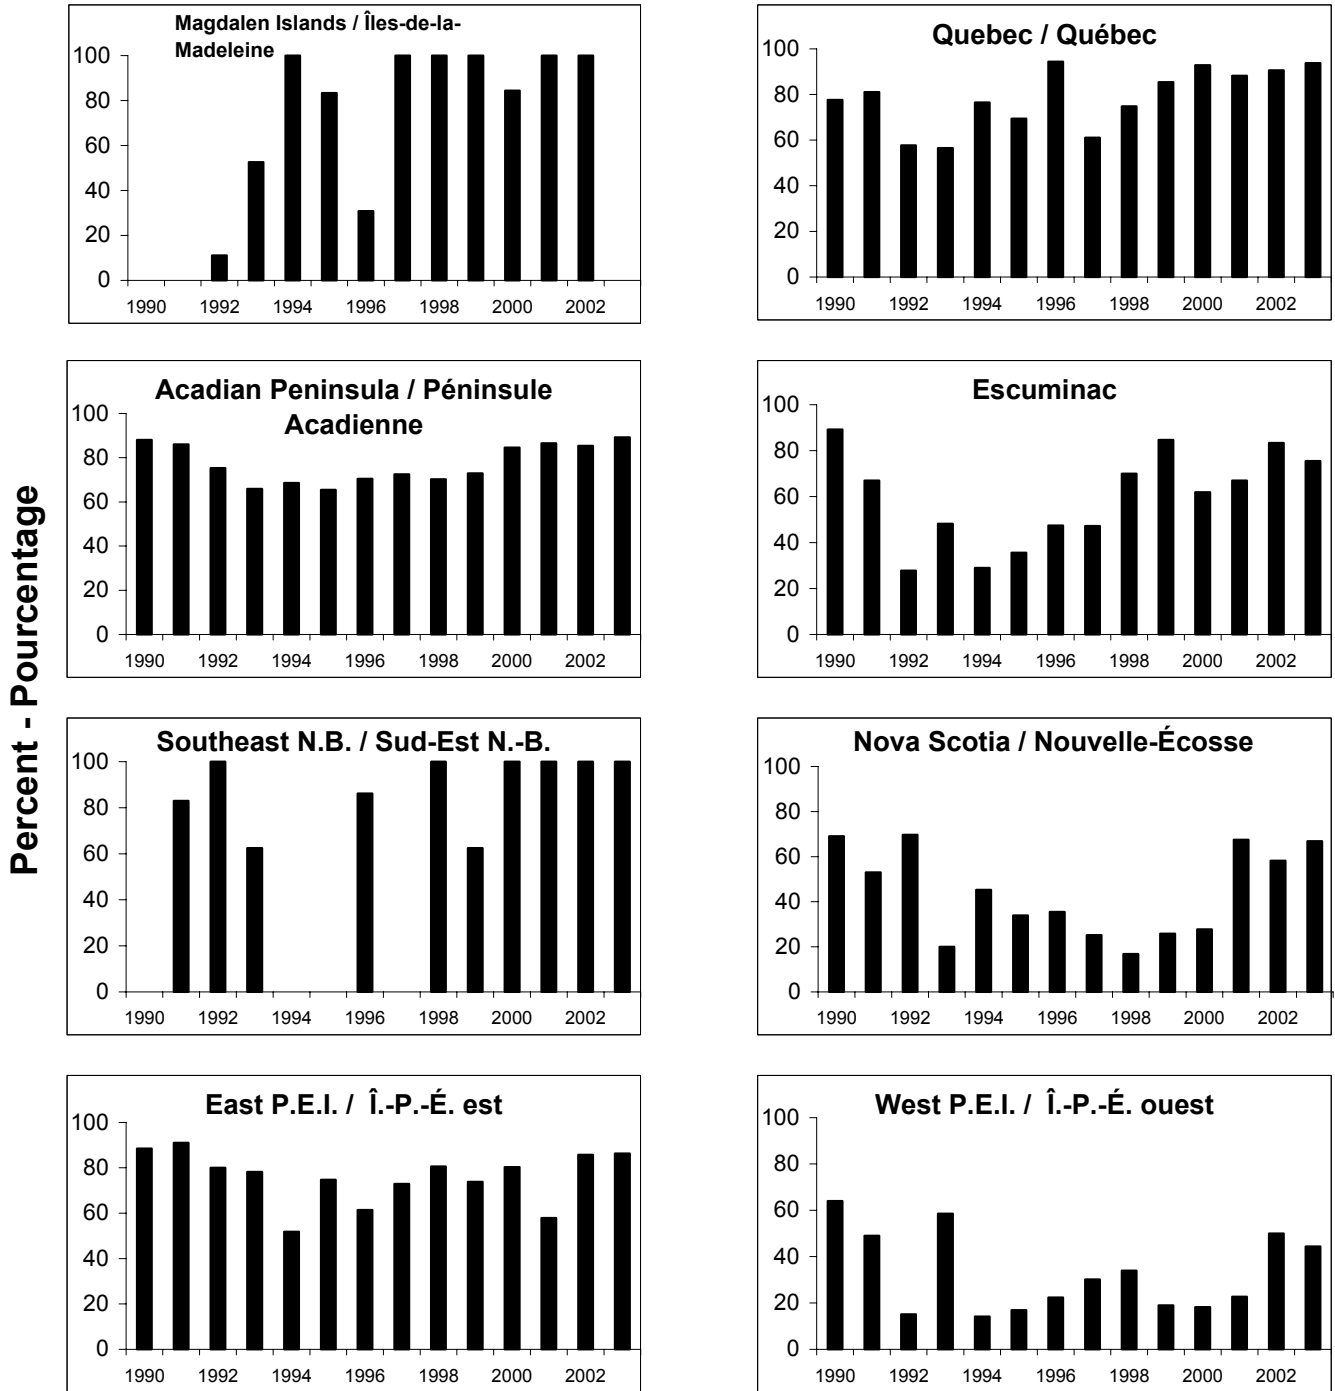 Percent - Pourcentage
Magdalen Islands / Îles-de-la-
Madeleine
100
80
60
40
20
0
1990 1992 1994 1996 1998 2000 2002
Quebec / Québec
100
80
60
40
20
0
1990 1992 1994 1996 1998 2000 2002
Acadian Peninsula / Péninsule
Acadienne
100
80
60
40
20
0
1990 1992 1994 1996 1998 2000 2002
Escuminac
100
80
60
40
20
0
1990 1992 1994 1996 1998 2000 2002
Southeast N.B. / Sud-Est N.-B.
100
80
60
40
20
0
1990 1992 1994 1996 1998 2000 2002
Nova Scotia / Nouvelle-Écosse
100
80
60
40
20
0
1990 1992 1994 1996 1998 2000 2002
East P.E.I. / Î.-P.-É. est
100
80
60
40
20
0
1990 1992 1994 1996 1998 2000 2002
West P.E.I. / Î.-P.-É. ouest
100
80
60
40
20
0
1990 1992 1994 1996 1998 2000 2002